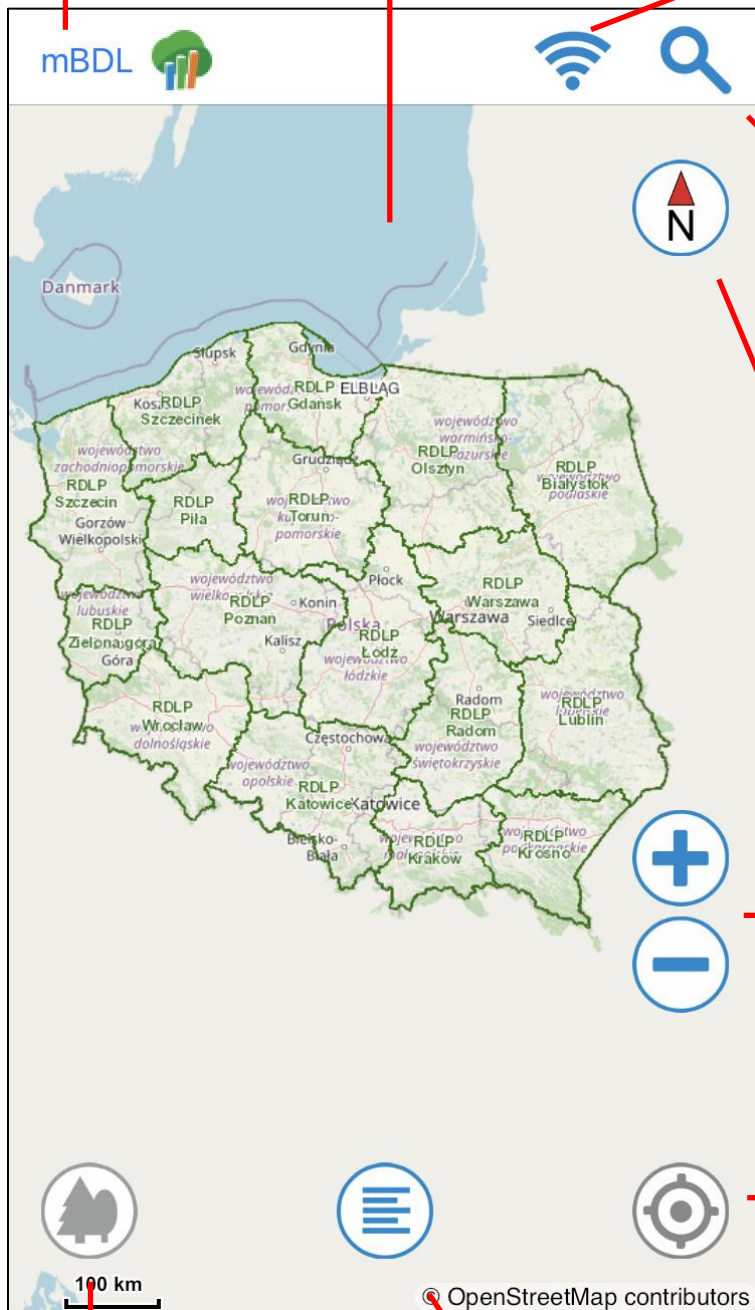 mBDL
N
Danmark
Słupsk
Gdynia
RDLP
Szczecinek
RDLP
Gdańsk
ELBLĄG
województwo
zachodniopomorskie
RDLP
Szczecin
Grudziądz
RDLP
Olsztyn
województwo
warmińsko-
mazurskie
RDLP
Białystok
podlaskie
RDLP
Piła
RDLP
Toruń
pomorskie
Gorzów
Wielkopolski
Płock
województwo
RDLP
Poznań
Konin
Kalisz
Polska
RDLP
Łódź
województwo
łódzkie
RDLP
Warszawa
Warszawa
Siedlce
województwo
lubuskie
RDLP
Zielona góra
Góra
RDLP
Wrocław
dolnośląskie
Radom
RDLP
Radom
województwo
świętokrzyskie
województwo
RDLP
Lublin
Częstochowa
województwo
opolskie
RDLP
Katowice
Katowice
Bielsko-
Biała
RDLP
Kraków
RDLP
Krosno
100 km
© OpenStreetMap contributors